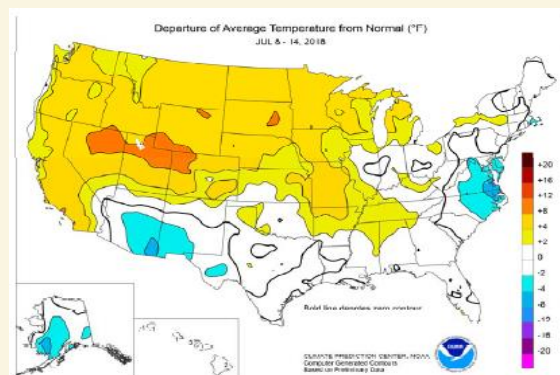 Departure of Average Temperature from Normal (°F)
JUL 8 - 14, 2018
+20
+16
+12
+8
+4
+2
0
-2
-4
-8
-12
-16
-20
Bold line denotes zero contour
CLIMATE PREDICTION CENTER, NOAA
Computer Generated Contours
Based on Preliminary Data